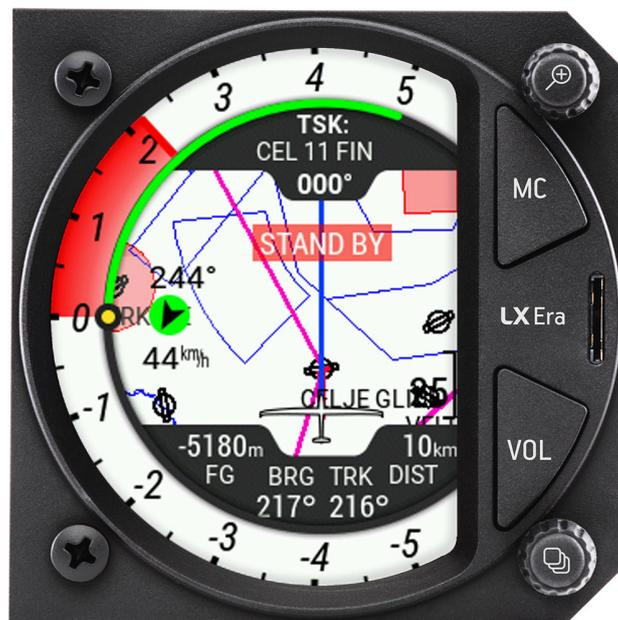 4
3
5
TSK:
2
CEL 11 FIN
000°
MC
1
STAND BY
244°
0
LX Era
44km/h
CELJE
-1
-5180m
10km
FG
BRG
TRK
DIST
VOL
-2
217°
216°
-3
-5
-4